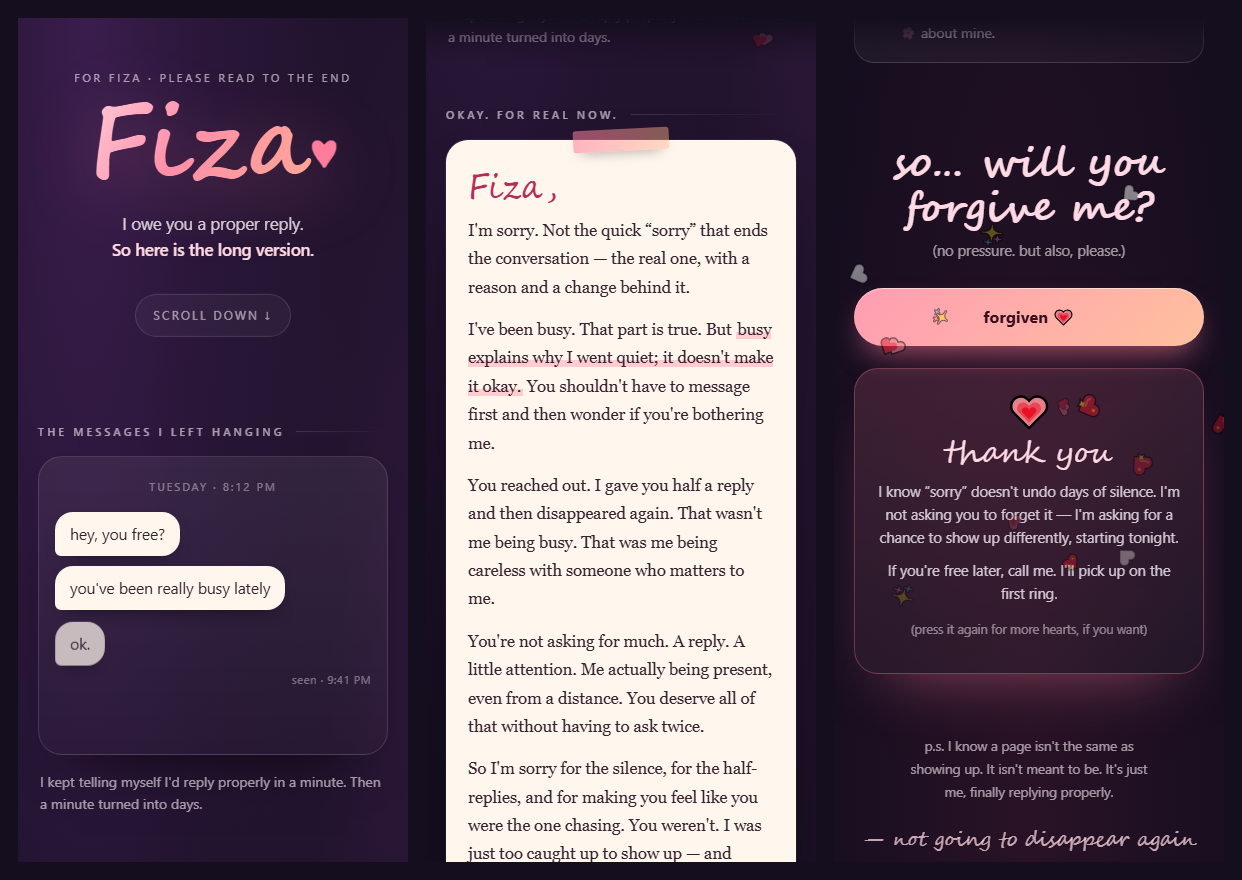 FOR FIZA · PLEASE READ TO THE END
Fiza
I owe you a proper reply.
So here is the long version.
SCROLL DOWN ↓
THE MESSAGES I LEFT HANGING
TUESDAY · 8:12 PM
hey, you free?
you've been really busy lately
ok.
seen · 9:41 PM
I kept telling myself I'd reply properly in a minute. Then
a minute turned into days.
a minute turned into days.
OKAY. FOR REAL NOW.
Fiza,
I'm sorry. Not the quick “sorry” that ends
the conversation — the real one, with a
reason and a change behind it.
I've been busy. That part is true. But busy
explains why I went quiet; it doesn't make
it okay. You shouldn't have to message
first and then wonder if you're bothering
me.
You reached out. I gave you half a reply
and then disappeared again. That wasn't
me being busy. That was me being
careless with someone who matters to
me.
You're not asking for much. A reply. A
little attention. Me actually being present,
even from a distance. You deserve all of
that without having to ask twice.
So I'm sorry for the silence, for the half-
replies, and for making you feel like you
were the one chasing. You weren't. I was
just too caught up to show up — and
about mine.
so... will you
forgive me?
(no pressure. but also, please.)
forgiven
thank you
I know “sorry” doesn't undo days of silence. I'm
not asking you to forget it — I'm asking for a
chance to show up differently, starting tonight.
If you're free later, call me. I'll pick up on the
first ring.
(press it again for more hearts, if you want)
p.s. I know a page isn't the same as
showing up. It isn't meant to be. It's just
me, finally replying properly.
— not going to disappear again